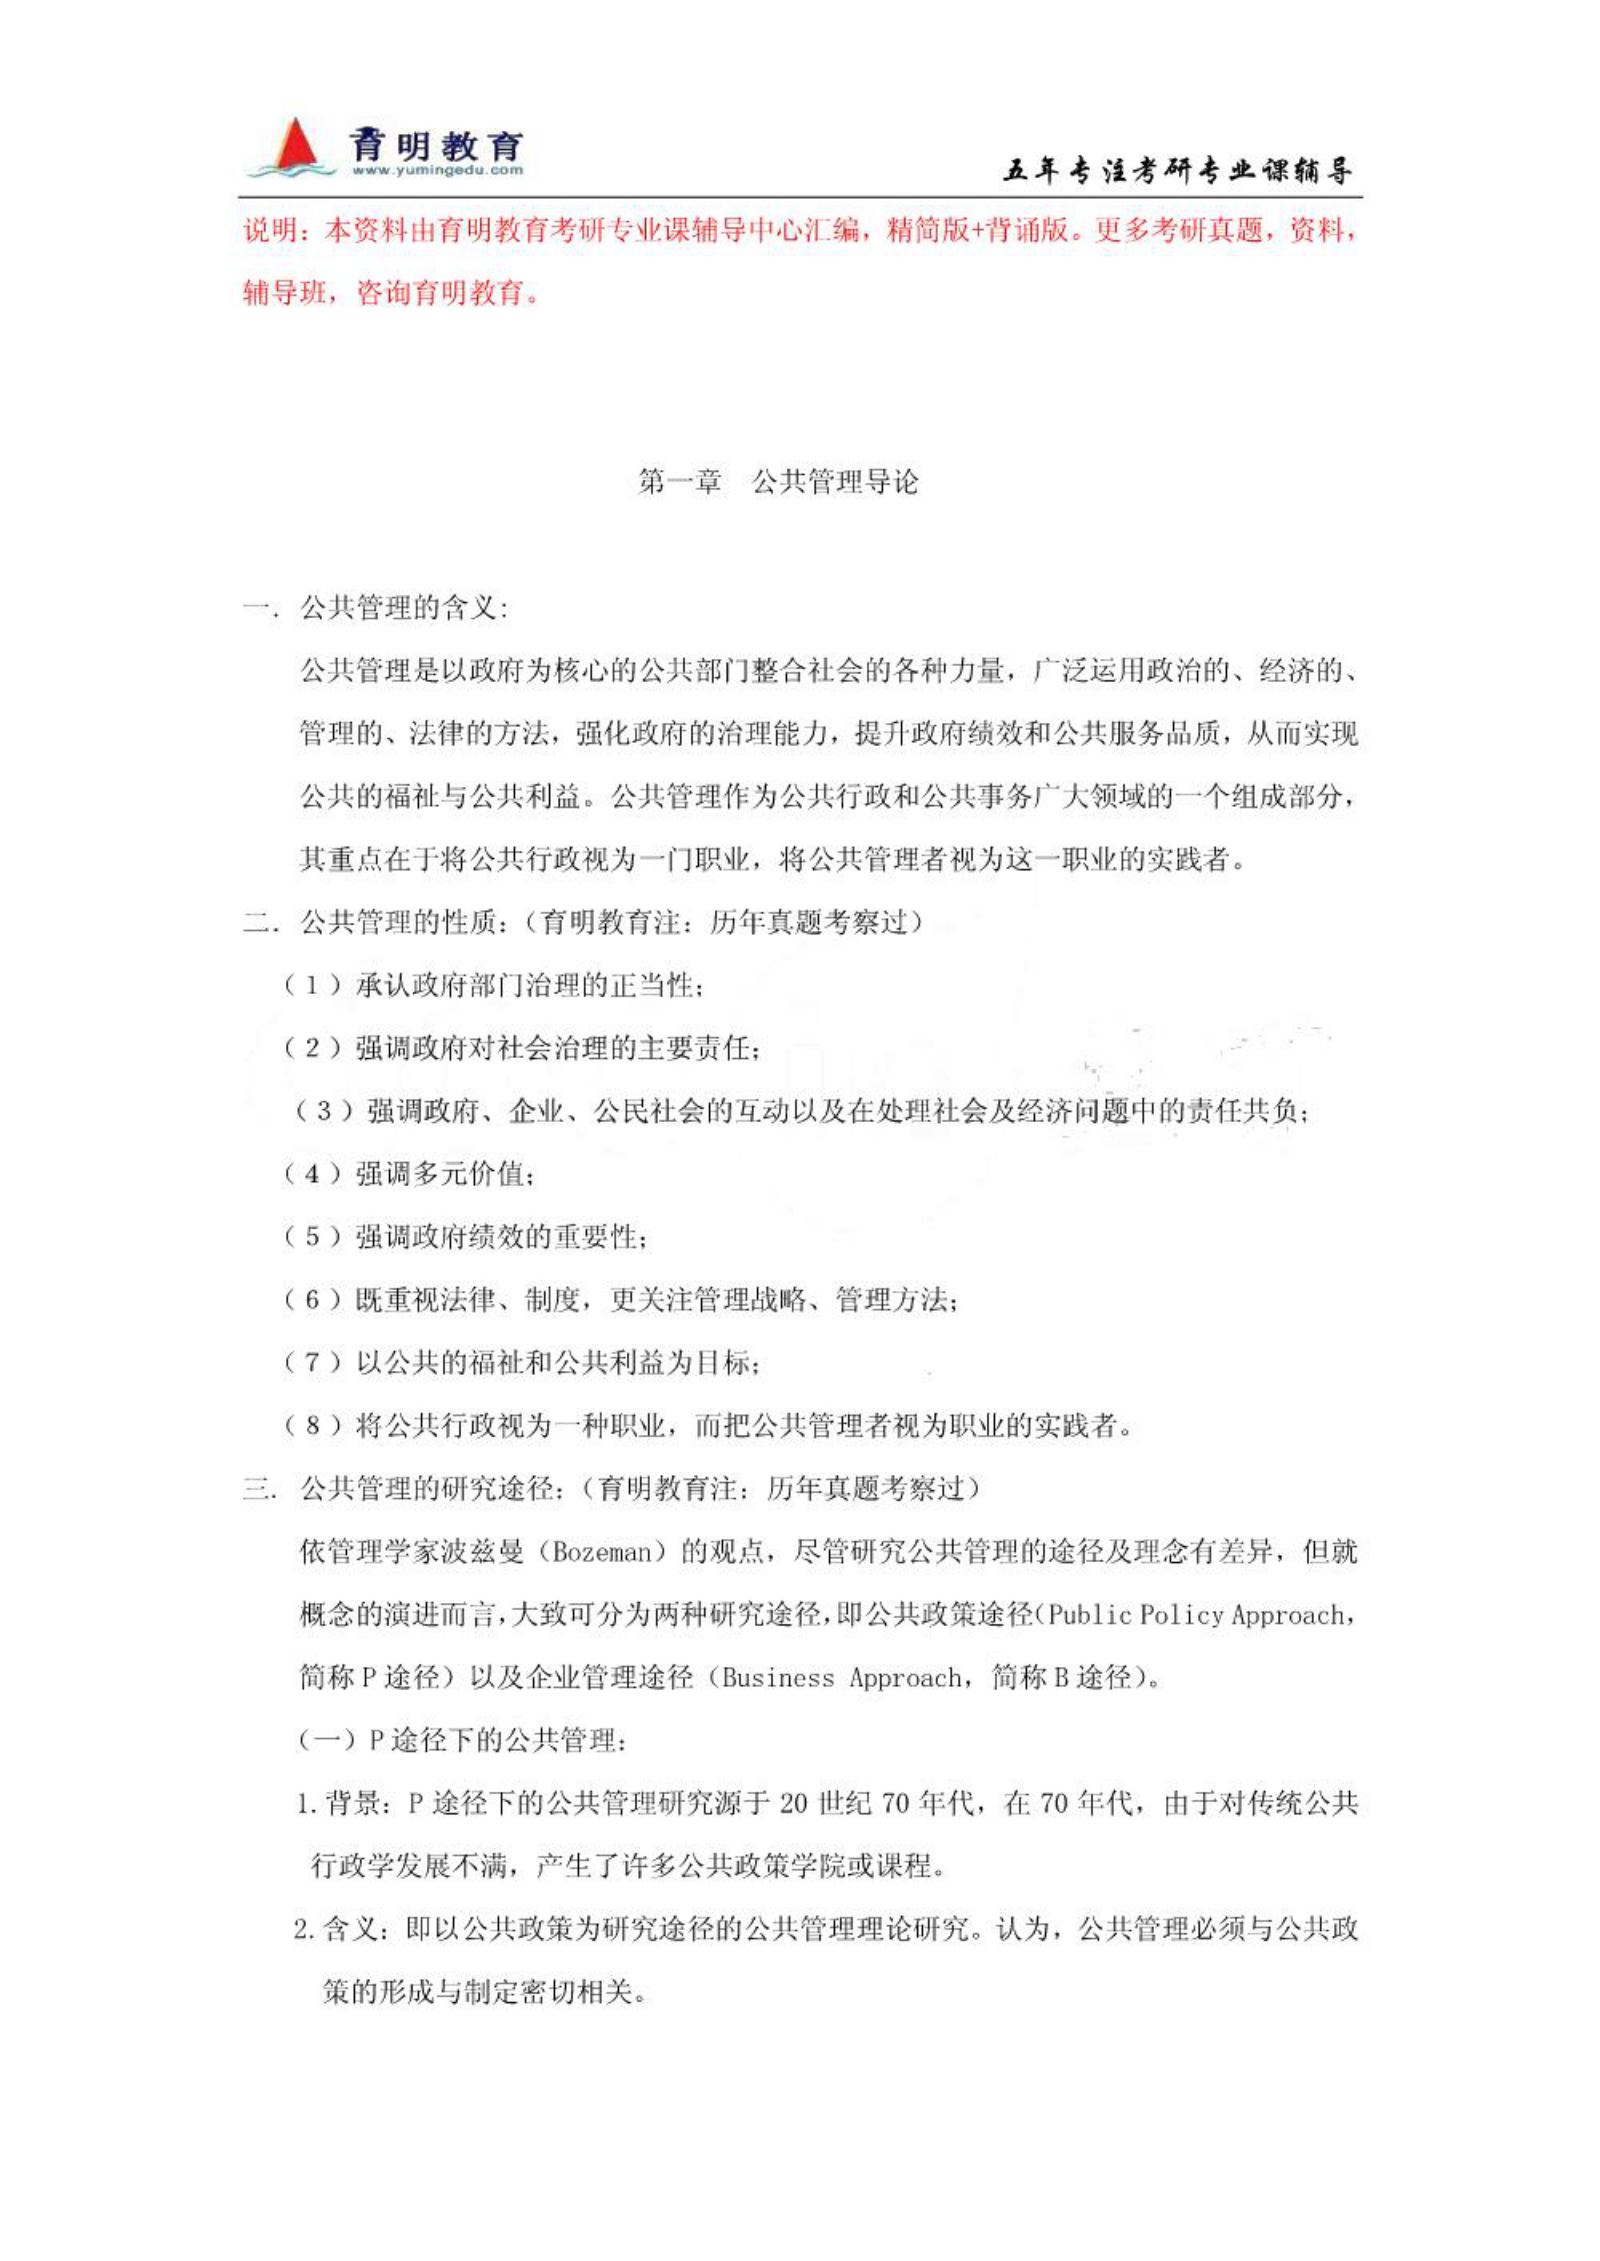 育明教育
www.yumingedu.com
五年专注考研专业课辅导
说明：本资料由育明教育考研专业课辅导中心汇编，精简版+背诵版。更多考研真题，资料，
辅导班，咨询育明教育。
第一章　公共管理导论
一．公共管理的含义：
公共管理是以政府为核心的公共部门整合社会的各种力量，广泛运用政治的、经济的、
管理的、法律的方法，强化政府的治理能力，提升政府绩效和公共服务品质，从而实现
公共的福祉与公共利益。公共管理作为公共行政和公共事务广大领域的一个组成部分，
其重点在于将公共行政视为一门职业，将公共管理者视为这一职业的实践者。
二．公共管理的性质：（育明教育注：历年真题考察过）
（1）承认政府部门治理的正当性；
（2）强调政府对社会治理的主要责任；
（3）强调政府、企业、公民社会的互动以及在处理社会及经济问题中的责任共负；
（4）强调多元价值；
（5）强调政府绩效的重要性；
（6）既重视法律、制度，更关注管理战略、管理方法；
（7）以公共的福祉和公共利益为目标；
（8）将公共行政视为一种职业，而把公共管理者视为职业的实践者。
三．公共管理的研究途径：（育明教育注：历年真题考察过）
依管理学家波兹曼（Bozeman）的观点，尽管研究公共管理的途径及理念有差异，但就
概念的演进而言，大致可分为两种研究途径，即公共政策途径（Public Policy Approach，
简称 P 途径）以及企业管理途径（Business Approach，简称 B 途径）。
（一）P 途径下的公共管理：
1.背景：P 途径下的公共管理研究源于 20 世纪 70 年代，在 70 年代，由于对传统公共
行政学发展不满，产生了许多公共政策学院或课程。
2.含义：即以公共政策为研究途径的公共管理理论研究。认为，公共管理必须与公共政
策的形成与制定密切相关。